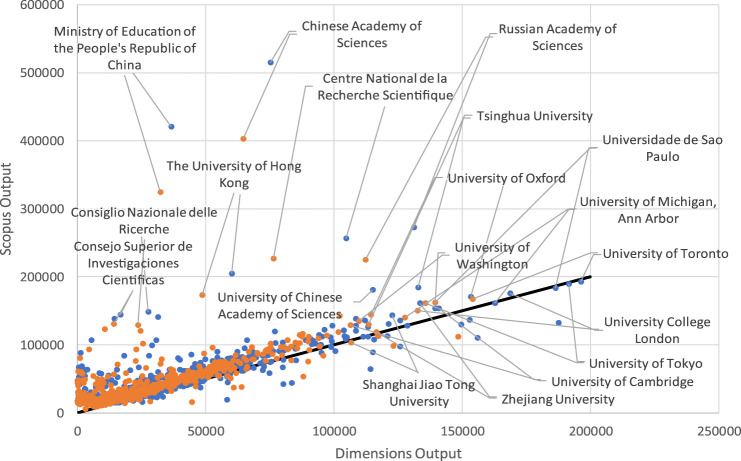 600000
500000
400000
300000
200000
100000
0
Scopus Output
Ministry of Education of
the People's Republic of
China
Chinese Academy of
Sciences
Russian Academy of
Sciences
Centre National de la
Recherche Scientifique
Tsinghua University
Universidade de Sao
Paulo
The University of Hong
Kong
University of Oxford
University of Michigan,
Ann Arbor
Consiglio Nazionale delle
Ricerche
Consejo Superior de
Investigaciones
Científicas
University of
Washington
University of Toronto
University of Chinese
Academy of Sciences
University College
London
University of Tokyo
University of Cambridge
Shanghai Jiao Tong
University
Zhejiang University
0
50000
100000
150000
200000
250000
Dimensions Output